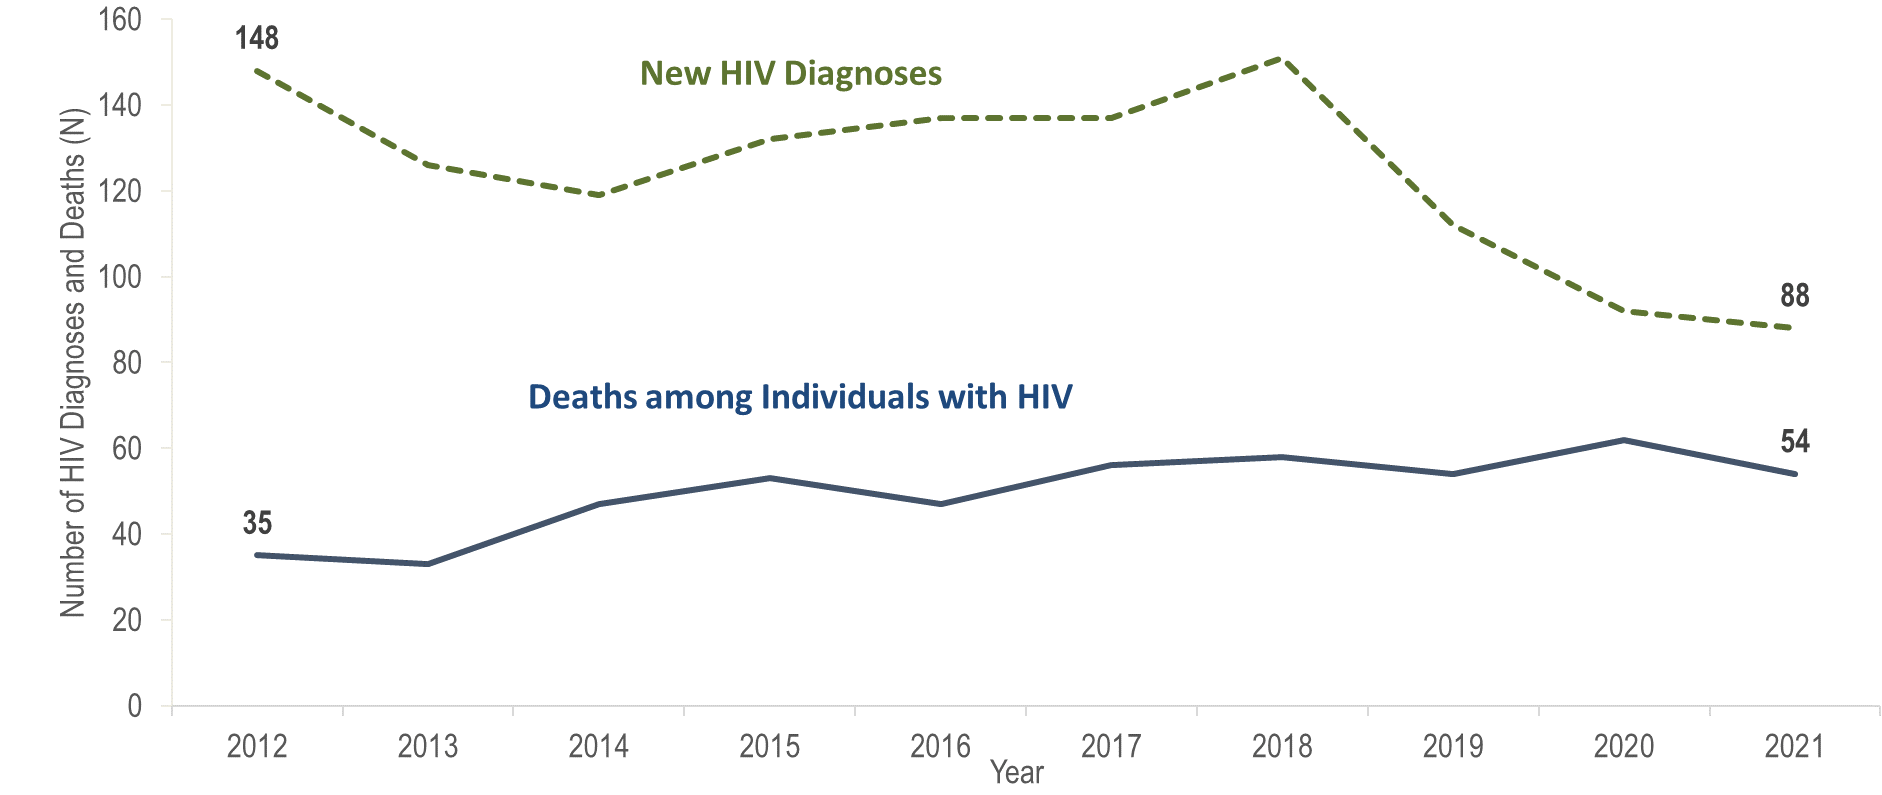 160
148
New HIV Diagnoses
140
120
100
88
80
Deaths among Individuals with HIV
60
54
35
40
20
0
Number of HIV Diagnoses and Deaths (N)
2012 2013 2014 2015 2016 2017 2018 2019 2020 2021
Year